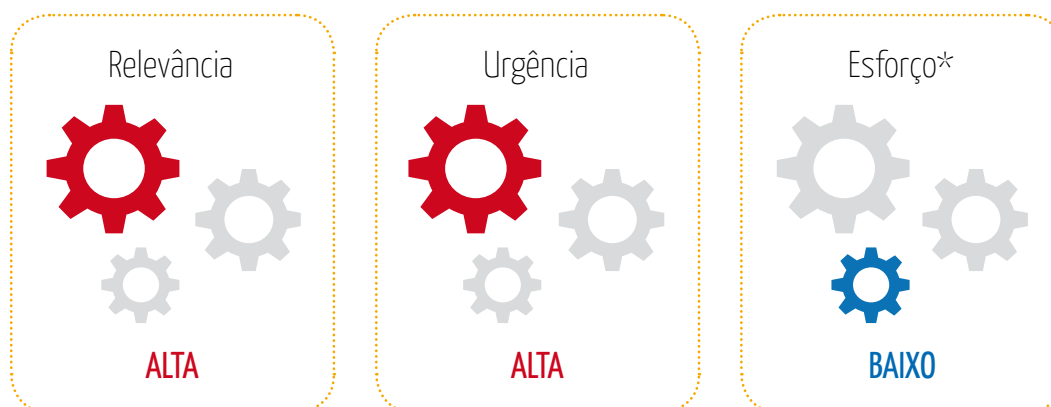 Relevância
ALTA
Urgência
ALTA
Esforço*
BAIXO